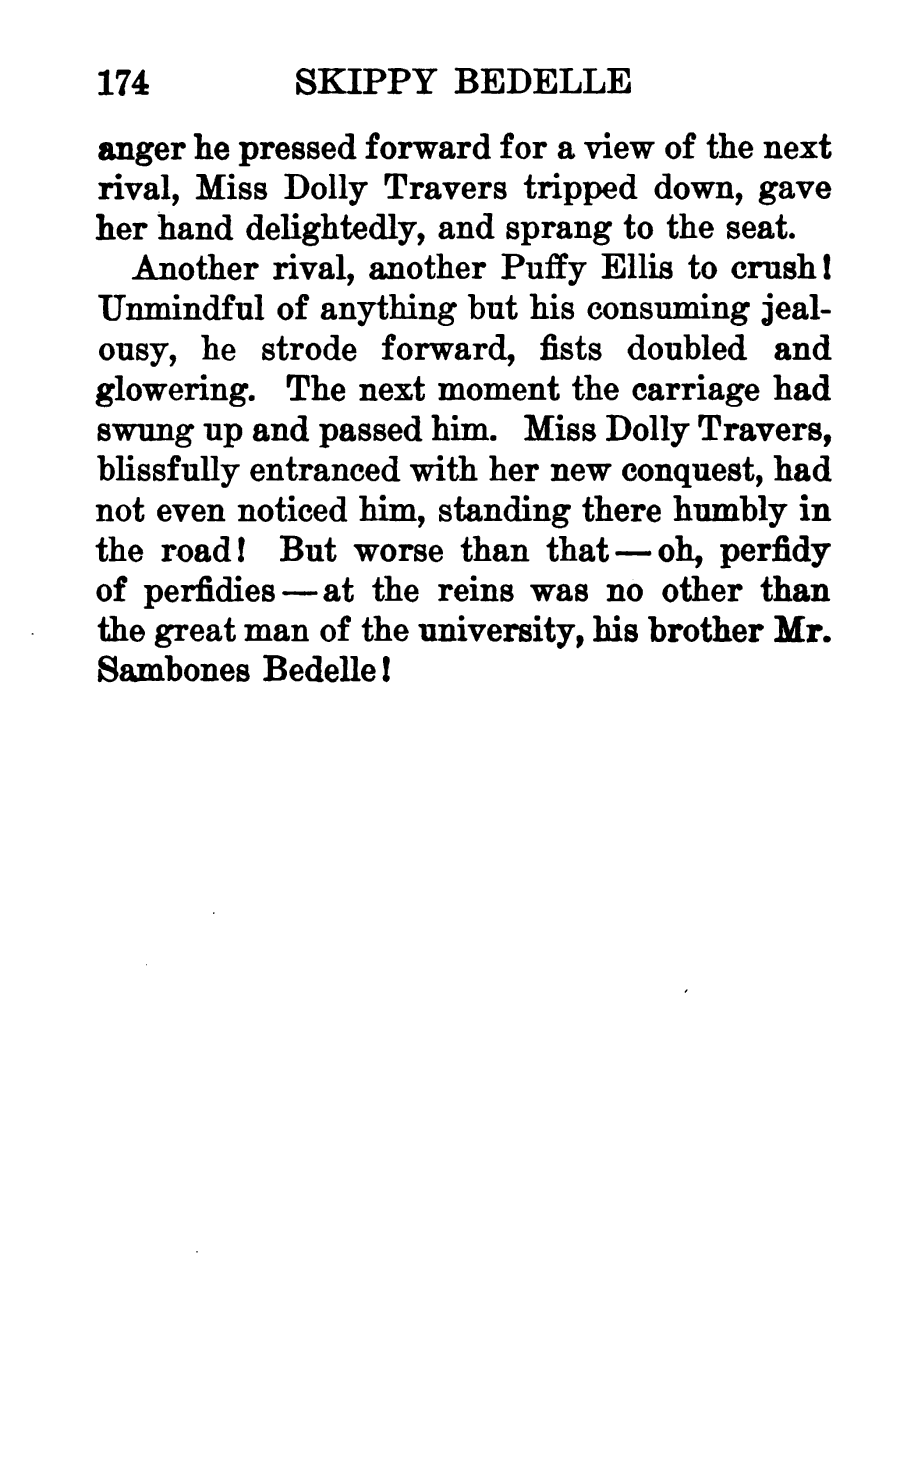 174 SKIPPY BEDELLE
anger he pressed forward for a view of the next
rival, Miss Dolly Travers tripped down, gave
her hand delightedly, and sprang to the seat.
Another rival, another Puffy Ellis to crush!
Unmindful of anything but his consuming jeal-
ousy, he strode forward, fists doubled and
glowering. The next moment the carriage had
swung up and passed him. Miss Dolly Travers,
blissfully entranced with her new conquest, had
not even noticed him, standing there humbly in
the road! But worse than that—oh, perfidy
of perfidies—at the reins was no other than
the great man of the university, his brother Mr.
Sambones Bedelle!